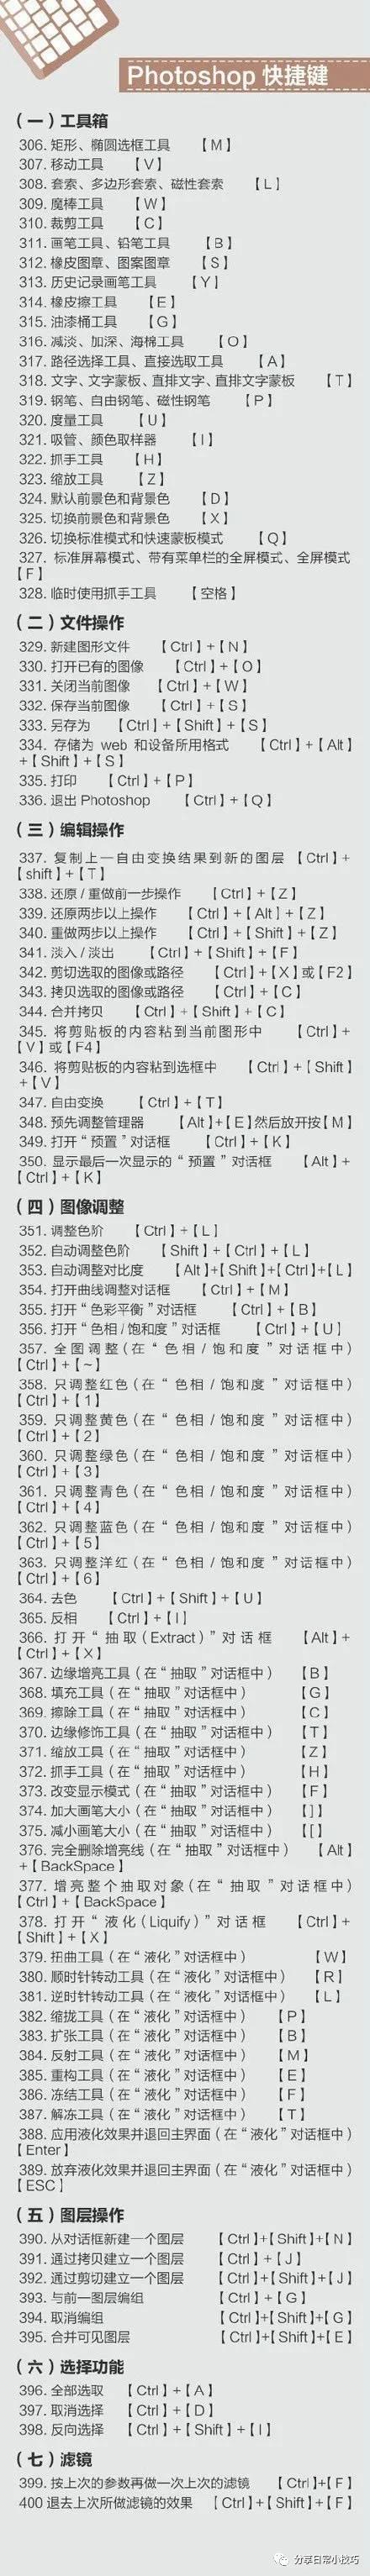 Photoshop 快捷键
（一）工具箱
306. 矩形、椭圆选框工具 【M】
307. 移动工具 【V】
308. 套索、多边形套索、磁性套索 【L】
309. 魔棒工具 【W】
310. 裁剪工具 【C】
311. 画笔工具、铅笔工具 【B】
312. 橡皮图章、图案图章 【S】
313. 历史记录画笔工具 【Y】
314. 橡皮擦工具 【E】
315. 油漆桶工具 【G】
316. 减淡、加深、海棉工具 【O】
317. 路径选择工具、直接选取工具 【A】
318. 文字、文字蒙板、直排文字、直排文字蒙板 【T】
319. 钢笔、自由钢笔、磁性钢笔 【P】
320. 度量工具 【U】
321. 吸管、颜色取样器 【I】
322. 抓手工具 【H】
323. 缩放工具 【Z】
324. 默认前景色和背景色 【D】
325. 切换前景色和背景色 【X】
326. 切换标准模式和快速蒙板模式 【Q】
327. 标准屏幕模式、带有菜单栏的全屏模式、全屏模式
【F】
328. 临时使用抓手工具 【空格】
（二）文件操作
329. 新建图形文件 【Ctrl】+【N】
330. 打开已有的图像 【Ctrl】+【O】
331. 关闭当前图像 【Ctrl】+【W】
332. 保存当前图像 【Ctrl】+【S】
333. 另存为 【Ctrl】+【Shift】+【S】
334. 存储为 web 和设备所用格式 【Ctrl】+【Alt】
+【Shift】+【S】
335. 打印 【Ctrl】+【P】
336. 退出 Photoshop 【Ctrl】+【Q】
（三）编辑操作
337. 复制上一自由变换结果到新的图层【Ctrl】+
【shift】+【T】
338. 还原 / 重做前一步操作 【Ctrl】+【Z】
339. 还原两步以上操作 【Ctrl】+【Alt】+【Z】
340. 重做两步以上操作 【Ctrl】+【Shift】+【Z】
341. 淡入 / 淡出 【Ctrl】+【Shift】+【F】
342. 剪切选取的图像或路径 【Ctrl】+【X】或【F2】
343. 拷贝选取的图像或路径 【Ctrl】+【C】
344. 合并拷贝 【Ctrl】+【Shift】+【C】
345. 将剪贴板的内容粘到当前图形中 【Ctrl】+
【V】或【F4】
346. 将剪贴板的内容粘到选框中 【Ctrl】+【Shift】
+【V】
347. 自由变换 【Ctrl】+【T】
348. 预先调整管理器 【Alt】+【E】然后放开按【M】
349. 打开“预置”对话框 【Ctrl】+【K】
350. 显示最后一次显示的“预置”对话框 【Alt】+
【Ctrl】+【K】
（四）图像调整
351. 调整色阶 【Ctrl】+【L】
352. 自动调整色阶 【Shift】+【Ctrl】+【L】
353. 自动调整对比度 【Alt】+【Shift】+【Ctrl】+【L】
354. 打开曲线调整对话框 【Ctrl】+【M】
355. 打开“色彩平衡”对话框 【Ctrl】+【B】
356. 打开“色相 / 饱和度”对话框 【Ctrl】+【U】
357. 全图调整（在“色相 / 饱和度”对话框中）
【Ctrl】+【~】
358. 只调整红色（在“色相 / 饱和度”对话框中）
【Ctrl】+【1】
359. 只调整黄色（在“色相 / 饱和度”对话框中）
【Ctrl】+【2】
360. 只调整绿色（在“色相 / 饱和度”对话框中）
【Ctrl】+【3】
361. 只调整青色（在“色相 / 饱和度”对话框中）
【Ctrl】+【4】
362. 只调整蓝色（在“色相 / 饱和度”对话框中）
【Ctrl】+【5】
363. 只调整洋红（在“色相 / 饱和度”对话框中）
【Ctrl】+【6】
364. 去色 【Ctrl】+【Shift】+【U】
365. 反相 【Ctrl】+【I】
366. 打开“抽取（Extract）”对话框 【Alt】+
【Ctrl】+【X】
367. 边缘增亮工具（在“抽取”对话框中） 【B】
368. 填充工具（在“抽取”对话框中） 【G】
369. 擦除工具（在“抽取”对话框中） 【C】
370. 边缘修饰工具（在“抽取”对话框中） 【T】
371. 缩放工具（在“抽取”对话框中） 【Z】
372. 抓手工具（在“抽取”对话框中） 【H】
373. 改变显示模式（在“抽取”对话框中） 【F】
374. 加大画笔大小（在“抽取”对话框中） 【]】
375. 减小画笔大小（在“抽取”对话框中） 【[】
376. 完全删除增亮线（在“抽取”对话框中） 【Alt】
+【BackSpace】
377. 增亮整个抽取对象（在“抽取”对话框中）
【Ctrl】+【BackSpace】
378. 打开“液化（Liquify）”对话框 【Ctrl】+
【Shift】+【X】
379. 扭曲工具（在“液化”对话框中） 【W】
380. 顺时针转动工具（在“液化”对话框中） 【R】
381. 逆时针转动工具（在“液化”对话框中） 【L】
382. 缩拢工具（在“液化”对话框中） 【P】
383. 扩张工具（在“液化”对话框中） 【B】
384. 反射工具（在“液化”对话框中） 【M】
385. 重构工具（在“液化”对话框中） 【E】
386. 冻结工具（在“液化”对话框中） 【F】
387. 解冻工具（在“液化”对话框中） 【T】
388. 应用液化效果并退回主界面（在“液化”对话框中）
【Enter】
389. 放弃液化效果并退回主界面（在“液化”对话框中）
【ESC】
（五）图层操作
390. 从对话框新建一个图层 【Ctrl】+【Shift】+【N】
391. 通过拷贝建立一个图层 【Ctrl】+【J】
392. 通过剪切建立一个图层 【Ctrl】+【Shift】+【J】
393. 与前一图层编组 【Ctrl】+【G】
394. 取消编组 【Ctrl】+【Shift】+【G】
395. 合并可见图层 【Ctrl】+【Shift】+【E】
（六）选择功能
396. 全部选取 【Ctrl】+【A】
397. 取消选择 【Ctrl】+【D】
398. 反向选择 【Ctrl】+【Shift】+【I】
（七）滤镜
399. 按上次的参数再做一次上次的滤镜 【Ctrl】+【F】
400 退去上次所做滤镜的效果 【Ctrl】+【Shift】+【F】
分享日常小技巧